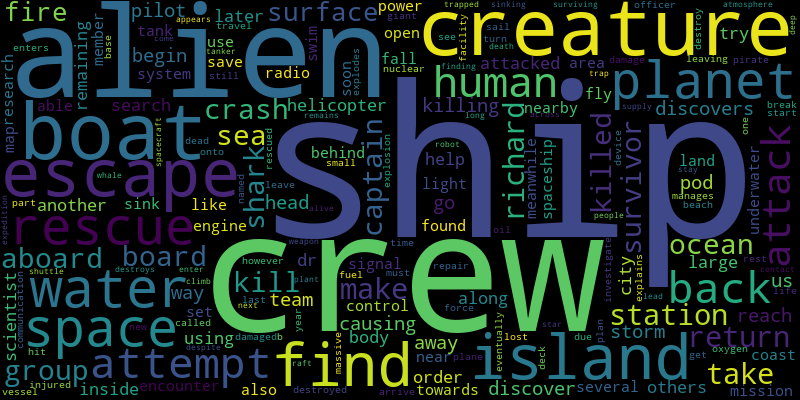 fire
alien
pilot
later
surface
power
open
creature
trapped
sinking
surviving
officer
atmosphere
appears
travel
giant
sail
turn
death
destroy
deep
enters
member
remaining
base
begin
tank
tanker
come
use
save
system
still
soon
explodes
radio
swim
fall
nuclear
attacked
area
see
facility
finding
trap
leaving
pirate
damage
try
mapresearch
able
search
crash
helicopter
human
killing
nearby
fly
planet
discovers
supply
break
start
boat
sea
escape
dead
onto
spacecraft
rescued
remains
ship
behind
small
explosion
captain
robot
long
across
help
light
go
richard
meanwhile
spaceship
killed
survivor
device
one
land
stay
pod
manages
beach
underwater
attack
whale
named
leave
shark
alive
head
like
engine
another
sink
part
expedition
rescue
found
oil
people
weapon
time
ocean
aboard
board
water
way
scientist
communication
shuttle
destroys
enter
climb
however
dr
signal
kill
make
fuel
must
repair
along
investigate
city
explains
large
rest
contact
us
life
back
space
set
called
last
team
plant
next
control
force
crew
star
plan
lead
station
storm
reach
return
new
using
despite
damagedb
year
causing
body
away
eventually
lost
deck
due
hit
group
attempt
find
massive
raft
near
plane
island
get
oxygen
coast
take
vessel
injured
inside
encounter
also
destroyed
arrive
order
towards
discover
several
others
mission